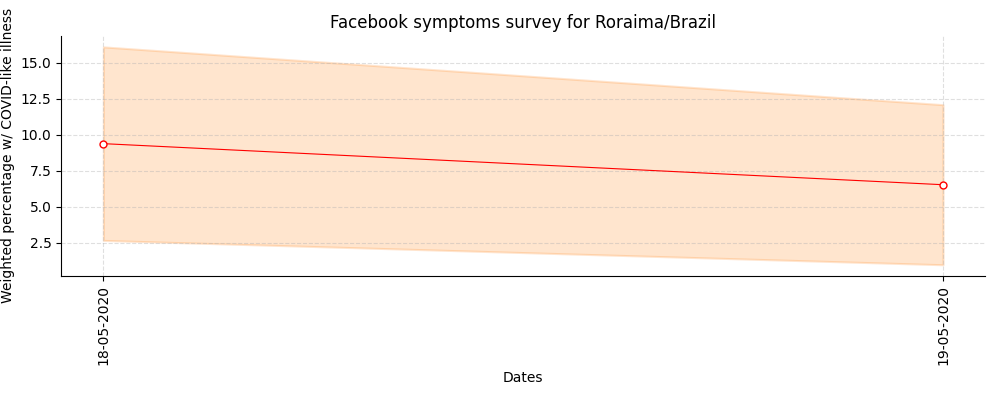 Facebook symptoms survey for Roraima/Brazil
Weighted percentage w/ COVID-like illness
15.0
12.5
10.0
7.5
5.0
2.5
18-05-2020
19-05-2020
Dates